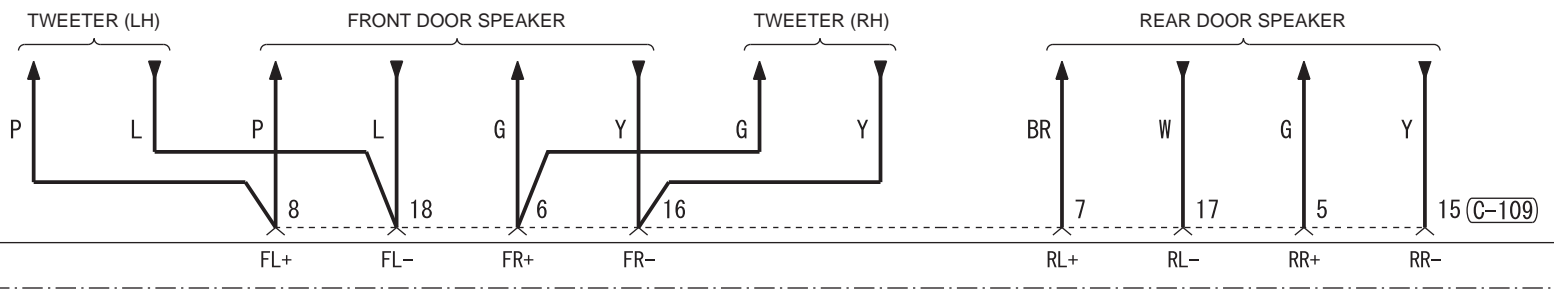 TWEETER (LH) FRONT DOOR SPEAKER TWEETER (RH) REAR DOOR SPEAKER
P L P L G Y G Y BR W G Y
8 18 6 16 7 17 5 15 C-109
FL+ FL- FR+ FR- RL+ RL- RR+ RR-